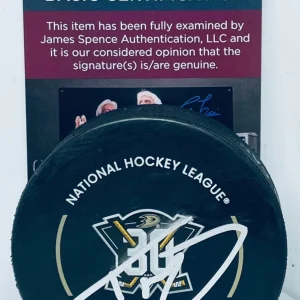 This item has been fully examined by
James Spence Authentication, LLC and
it is our considered opinion that the
signature(s) is/are genuine.
NATIONAL HOCKEY LEAGUE®
30